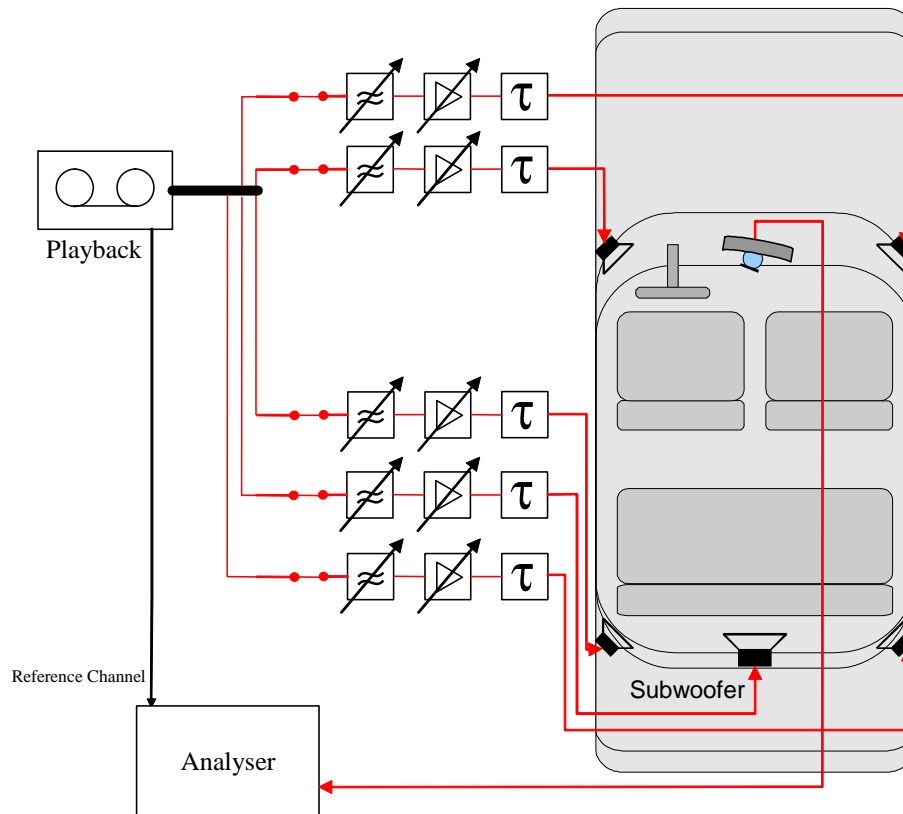 τ
τ
Playback
τ
τ
τ
Reference Channel
Subwoofer
Analyser